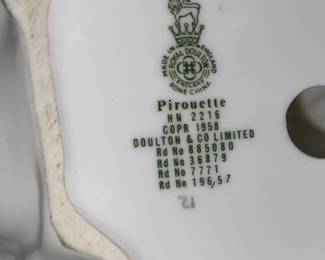 MADE IN ENGLAND
ROYAL DOULTON
ENGLAND
BONE CHINA
Pirouette
HN 2216
COPR 1958
DOULTON & CO LIMITED
Rd No 885080
Rd No 36879
Rd No 7771
Rd No 196/57
12